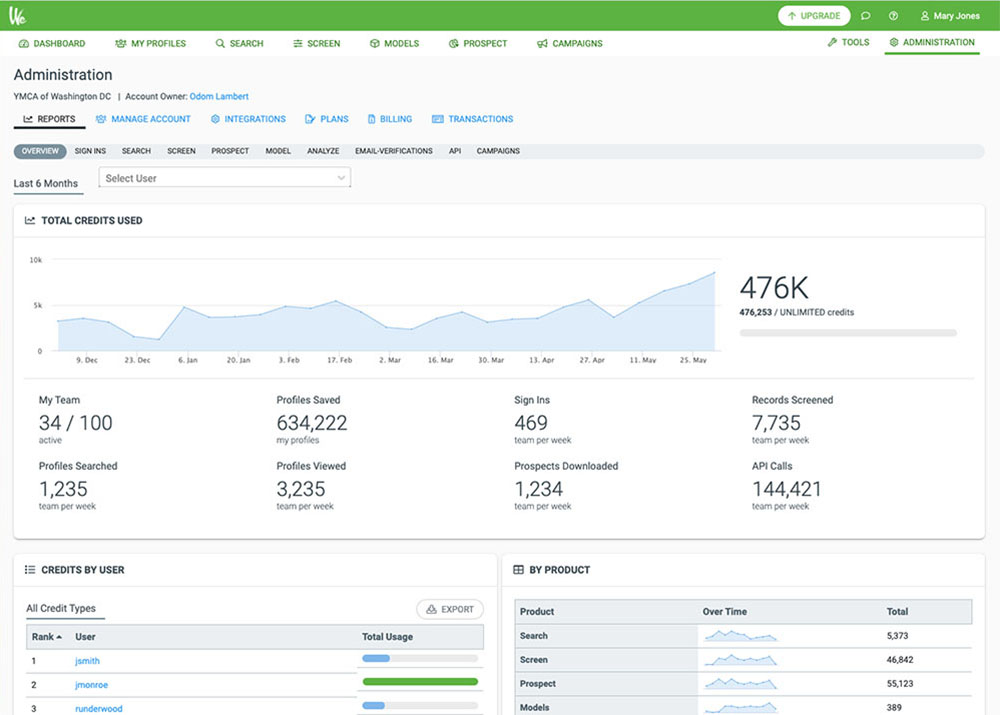 We
UPGRADE
Mary Jones
DASHBOARD MY PROFILES SEARCH SCREEN MODELS PROSPECT CAMPAIGNS TOOLS ADMINISTRATION
Administration
YMCA of Washington DC | Account Owner: Odom Lambert
REPORTS MANAGE ACCOUNT INTEGRATIONS PLANS BILLING TRANSACTIONS
OVERVIEW SIGN INS SEARCH SCREEN PROSPECT MODEL ANALYZE EMAIL-VERIFICATIONS API CAMPAIGNS
Last 6 Months Select User
TOTAL CREDITS USED
10k
5k
0
9. Dec 23. Dec 6. Jan 20. Jan 3. Feb 17. Feb 2. Mar 16. Mar 30. Mar 13. Apr 27. Apr 11. May 25. May
476K
476,253 / UNLIMITED credits
My Team Profiles Saved Sign Ins Records Screened
34 / 100 634,222 469 7,735
active my profiles team per week team per week
Profiles Searched Profiles Viewed Prospects Downloaded API Calls
1,235 3,235 1,234 144,421
team per week team per week team per week team per week
CREDITS BY USER
All Credit Types EXPORT
Rank User Total Usage
1 jsmith
2 jmonroe
3 runderwood
BY PRODUCT
Product Over Time Total
Search 5,373
Screen 46,842
Prospect 55,123
Models 389